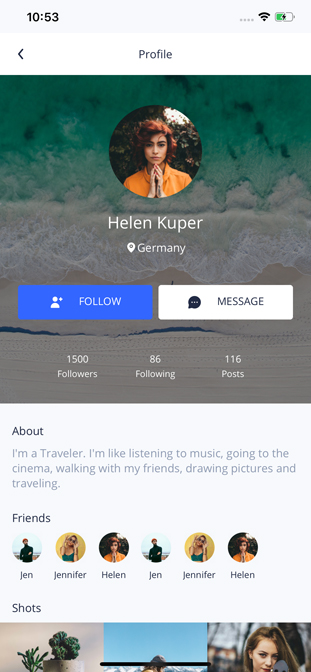 10:53
Profile
Helen Kuper
Germany
FOLLOW
MESSAGE
1500 86 116
Followers Following Posts
About
I'm a Traveler. I'm like listening to music, going to the
cinema, walking with my friends, drawing pictures and
traveling.
Friends
Jen Jennifer Helen Jen Jennifer Helen
Shots